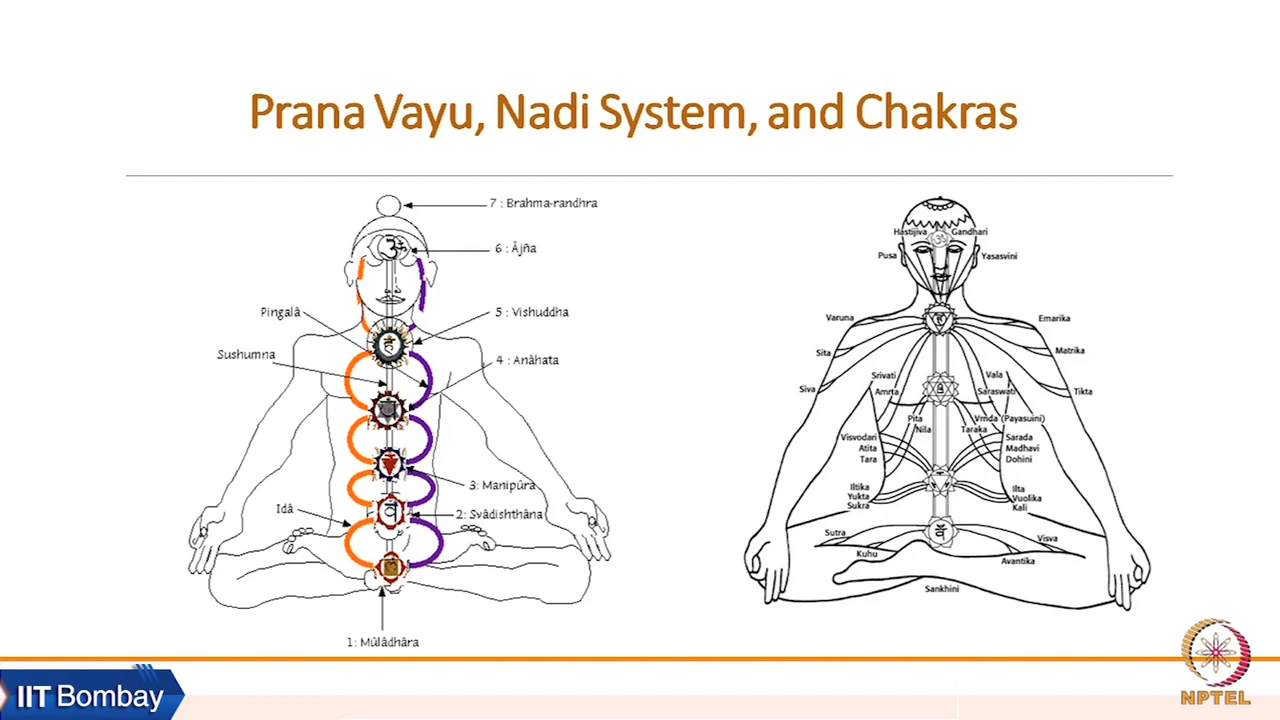 Prana Vayu, Nadi System, and Chakras
7 : Brahma-randhra
6 : Âjña
Pingalâ
5 : Vishuddha
Sushumna
4 : Anâhata
3: Manipûra
Idâ
2: Svâdishthâna
1: Mûlâdhâra
Hastijiva
Gandhari
Pusa
Yasasvini
Varuna
Emarika
Sita
Matrika
Siva
Tikta
Srivati
Vala
Amrta
Saraswati
Pita
Vrnda (Payasuini)
Nila
Taraka
Visvodari
Sarada
Atita
Madhavi
Tara
Dohini
Iltika
Ilta
Yukta
Vuolika
Sukra
Kali
Sutra
Visva
Kuhu
Avantika
Sankhini
IIT Bombay
NPTEL